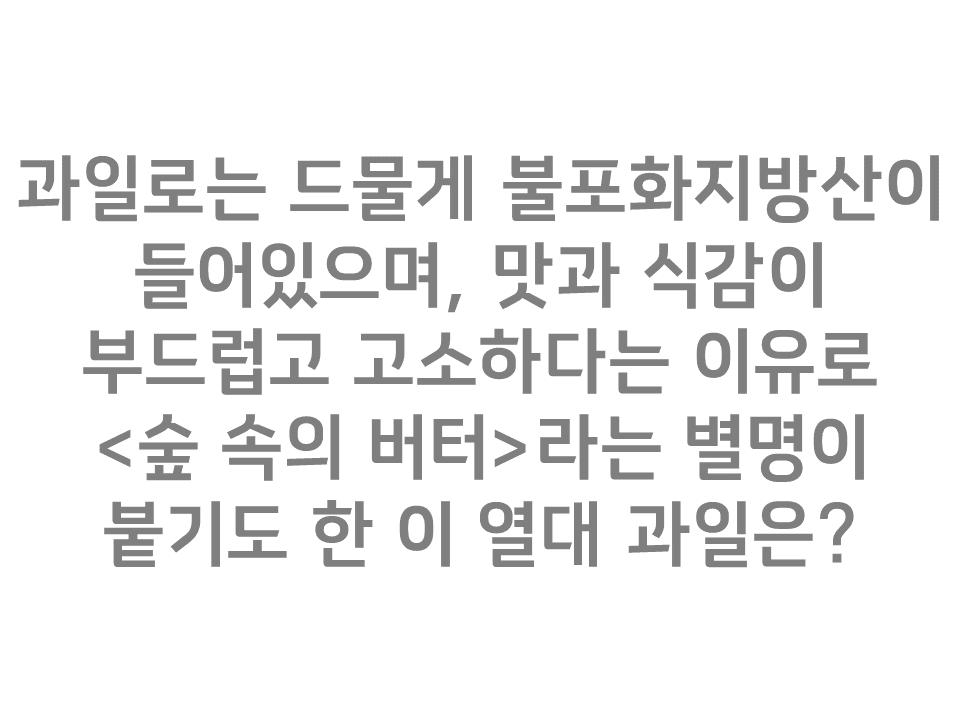 과일로는 드물게 불포화지방산이
들어있으며, 맛과 식감이
부드럽고 고소하다는 이유로
<숲 속의 버터>라는 별명이
붙기도 한 이 열대 과일은?